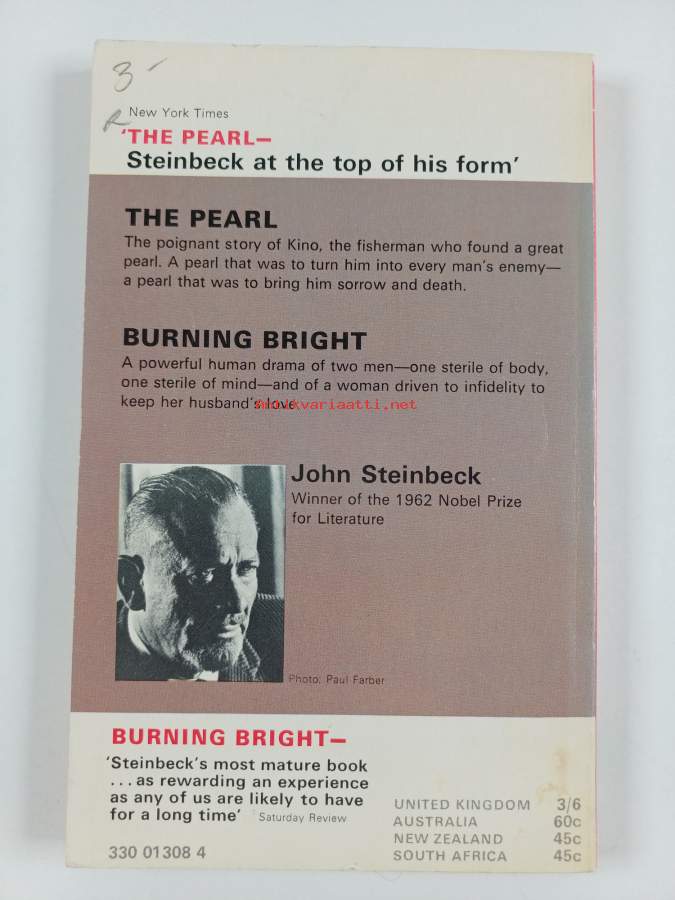 3 -
R
New York Times
'THE PEARL—
Steinbeck at the top of his form'
THE PEARL
The poignant story of Kino, the fisherman who found a great
pearl. A pearl that was to turn him into every man's enemy—
a pearl that was to bring him sorrow and death.
BURNING BRIGHT
A powerful human drama of two men—one sterile of body,
one sterile of mind—and of a woman driven to infidelity to
keep her husband's love.
antikvariaatti.net
John Steinbeck
Winner of the 1962 Nobel Prize
for Literature
Photo: Paul Farber
BURNING BRIGHT—
'Steinbeck's most mature book
...as rewarding an experience
as any of us are likely to have
for a long time' Saturday Review
330 01308 4
UNITED KINGDOM 3/6
AUSTRALIA 60c
NEW ZEALAND 45c
SOUTH AFRICA 45c